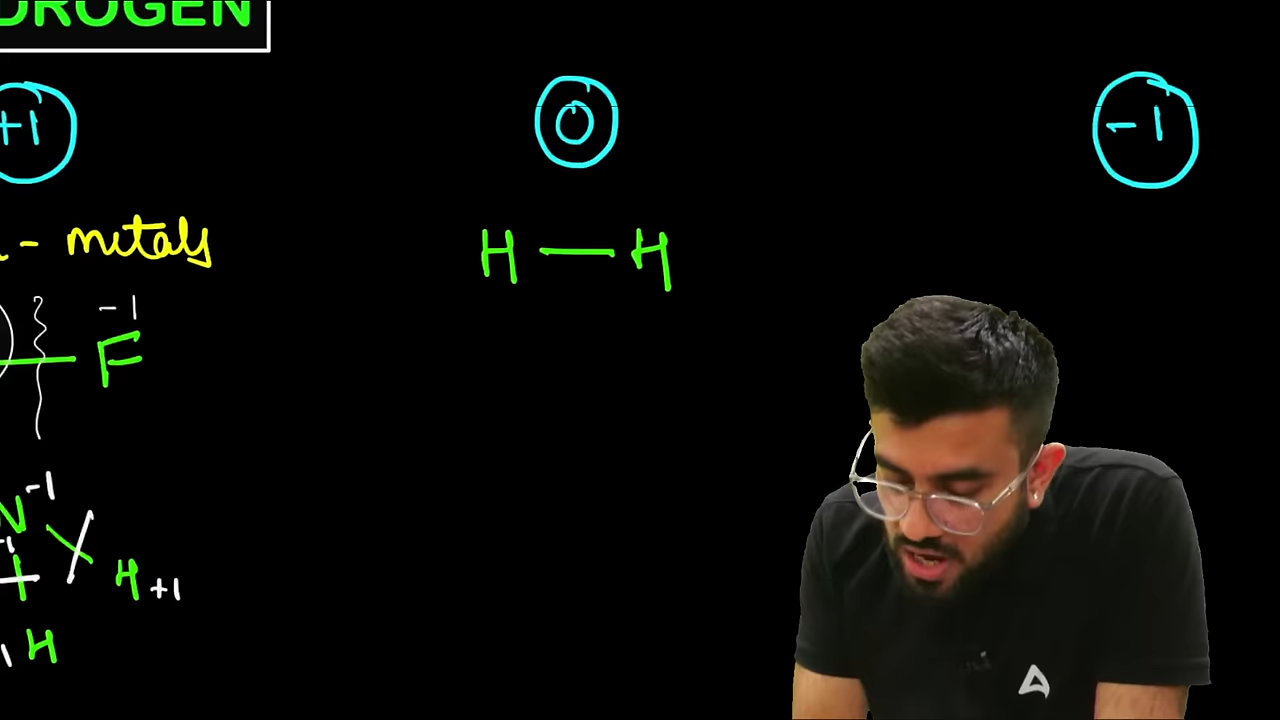 DROGEN
+1 0 -1
- metals
H — H
-1
F
N -1
H +1
H